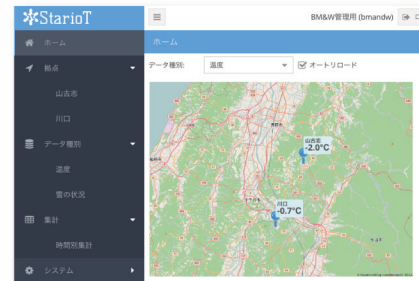 StarioT
BM&W管理用 (bmandw)
ホーム
拠点
山古志
川口
データ種別
温度
雪の状況
集計
時間別集計
システム
ホーム
データ種別:
温度
オートリロード
山古志
-2.0°C
川口
-0.7°C